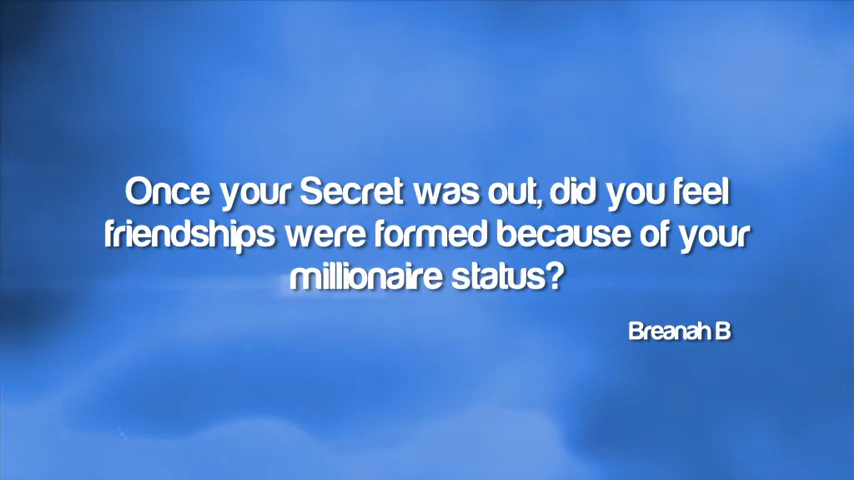 Once your Secret was out, did you feel
friendships were formed because of your
millionaire status?
Breanah B